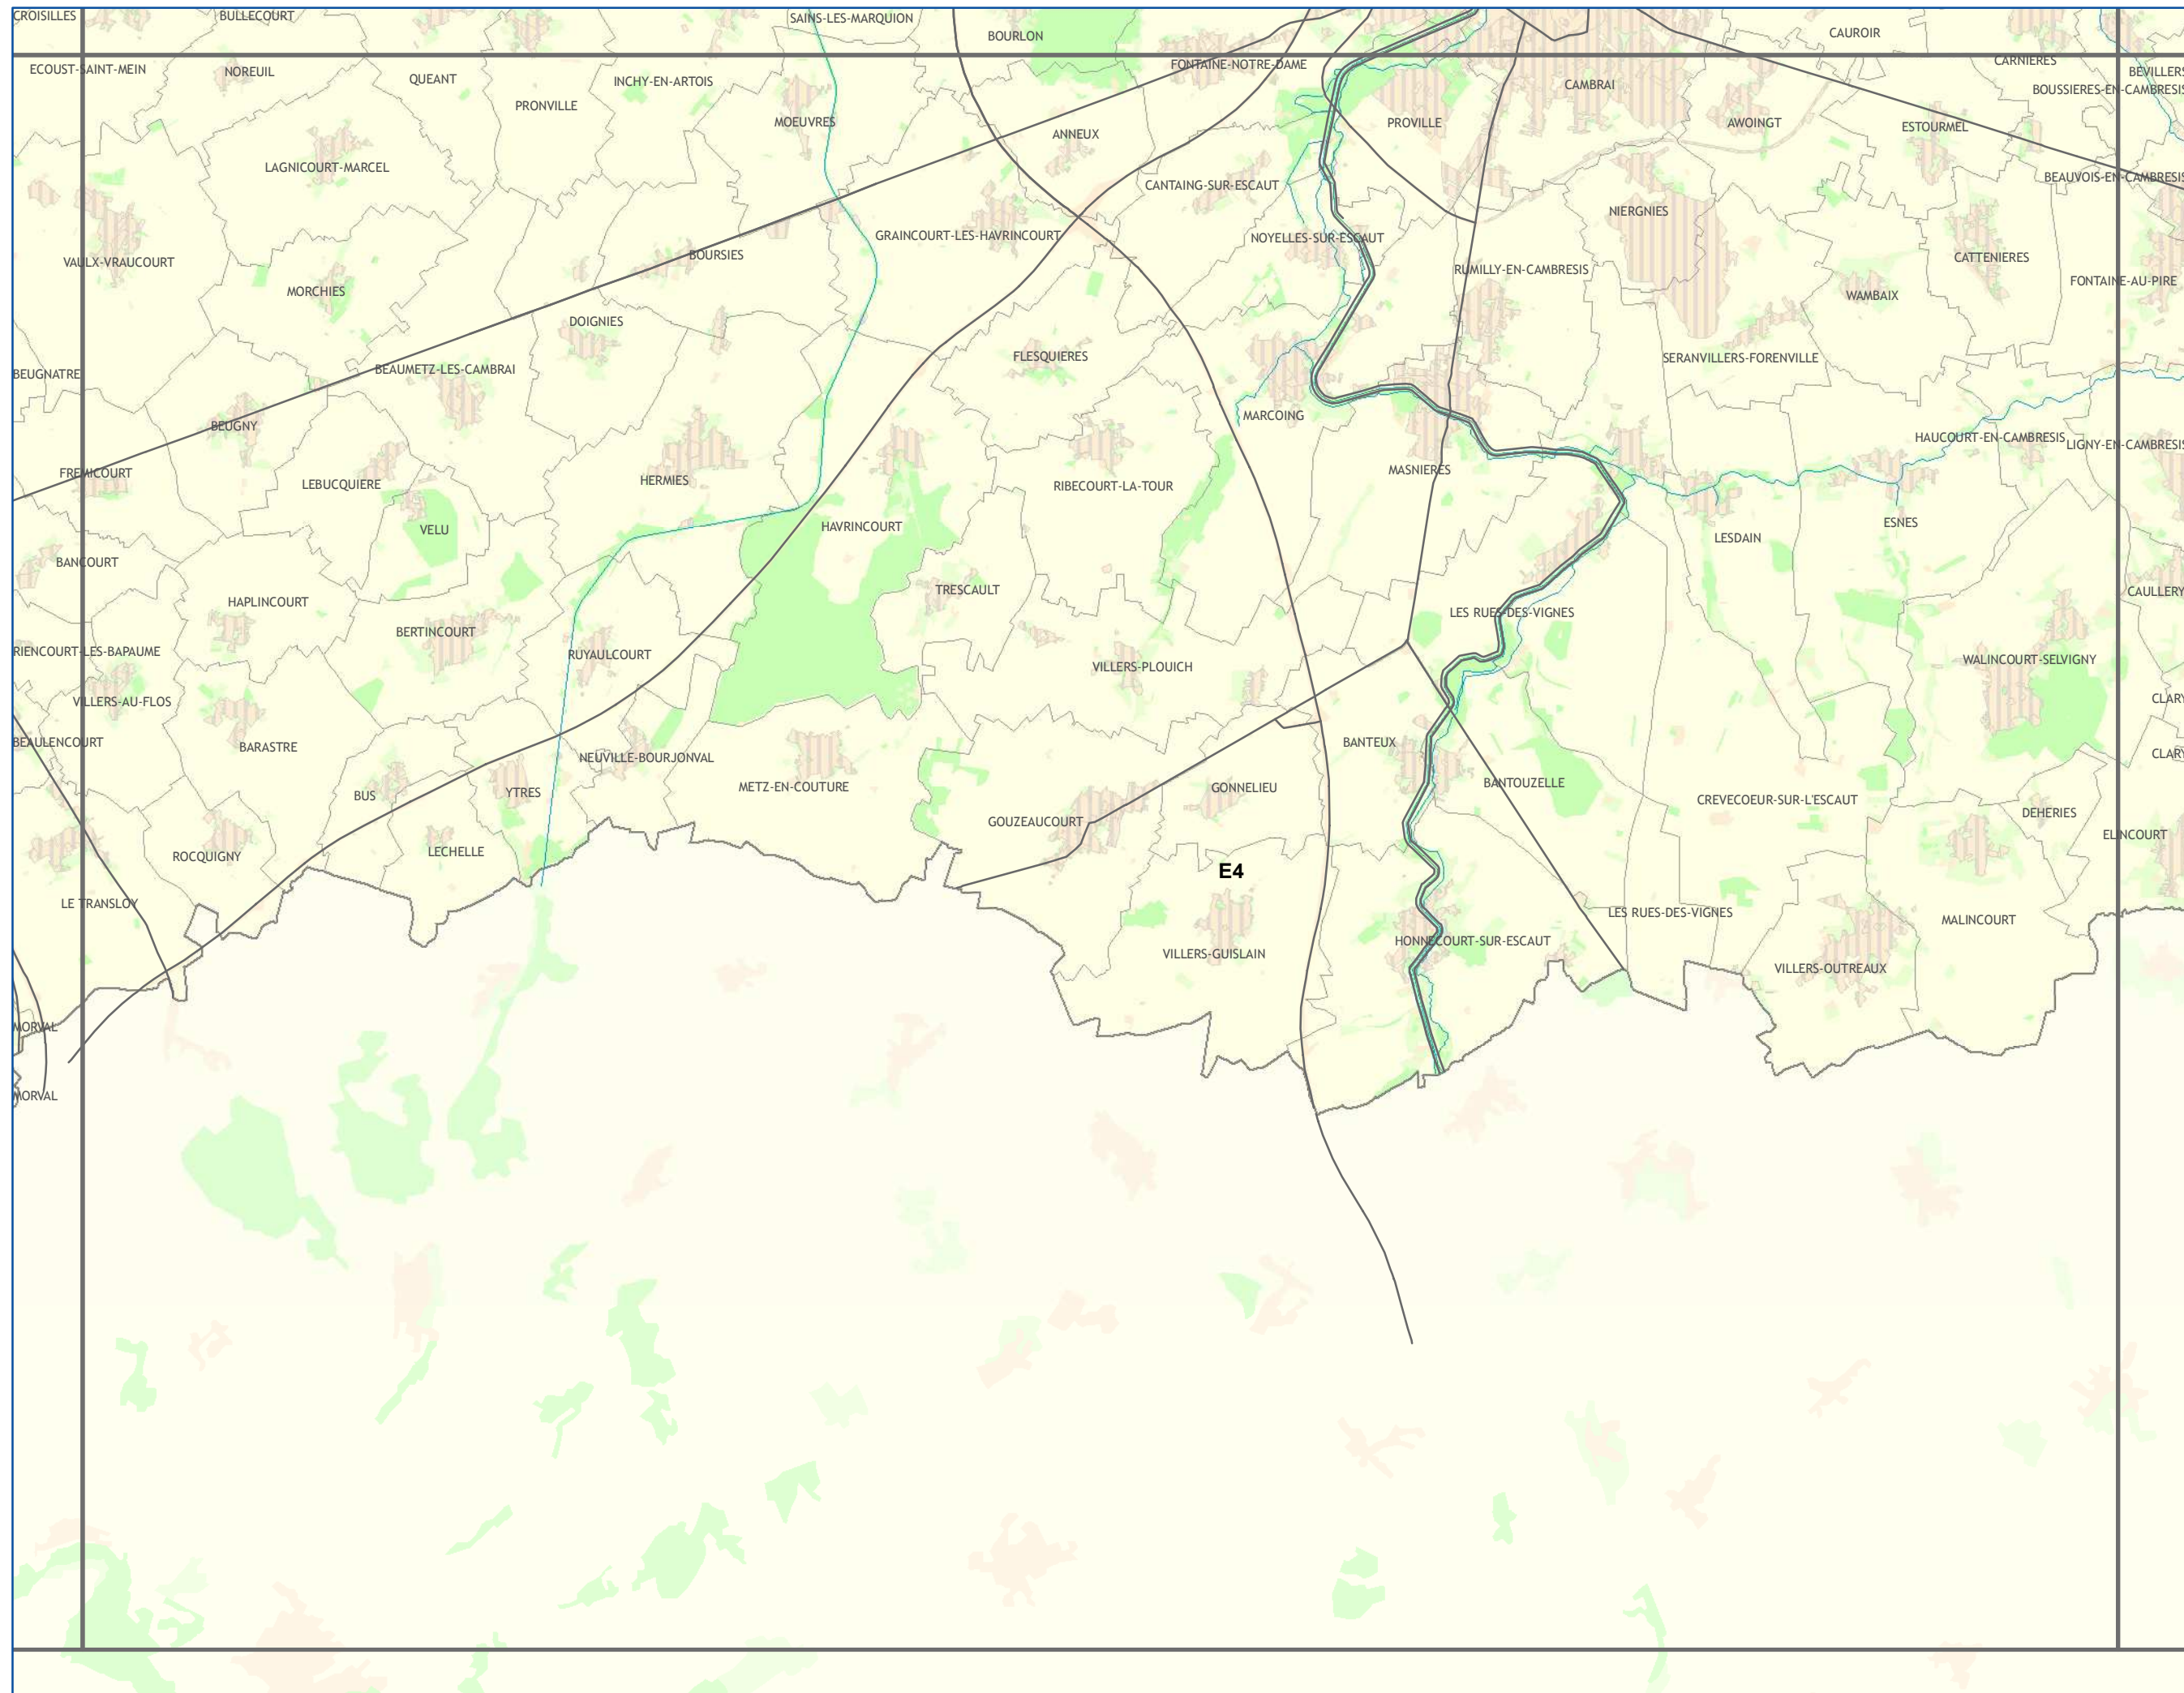 CROISILLES
BULLECOURT
SAINS-LES-MARQUION
BOURLON
CAUROIR
CARNIERES
FONTAINE-NOTRE-DAME
ECOUST-SAINT-MEIN
NOREUIL
QUEANT
INCHY-EN-ARTOIS
CAMBRAI
BEVILLERS
BOUSSIERES-EN-CAMBRESIS
PRONVILLE
MOEUVRES
ANNEUX
PROVILLE
AWOINGT
ESTOURMEL
LAGNICOURT-MARCEL
CANTAING-SUR-ESCAUT
BEAUVOIS-EN-CAMBRESIS
NIERGNIES
GRAINCOURT-LES-HAVRINCOURT
NOYELLES-SUR-ESCAUT
BOURSIES
CATTENIERES
VAULX-VRAUCOURT
RUMILLY-EN-CAMBRESIS
FONTAINE-AU-PIRE
MORCHIES
WAMBAIX
DOIGNIES
FLESQUIERES
SERANVILLERS-FORENVILLE
BEUGNATRE
BEAUMETZ-LES-CAMBRAI
MARCOING
BEUGNY
HAUCOURT-EN-CAMBRESIS
LIGNY-EN-CAMBRESIS
FREMICOURT
MASNIERES
LEBUCQUIERE
HERMIES
RIBECOURT-LA-TOUR
VELU
HAVRINCOURT
ESNES
LESDAIN
BANCOURT
TRESCAULT
CAULLERY
HAPLINCOURT
LES RUES-DES-VIGNES
BERTINCOURT
RIENCOURT-LES-BAPAUME
RUYAULCOURT
VILLERS-PLOUICH
WALINCOURT-SELVIGNY
VILLERS-AU-FLOS
CLARY
BEAULENCOURT
BARASTRE
BANTEUX
CLARY
NEUVILLE-BOURJONVAL
METZ-EN-COUTURE
GONNELIEU
BANTOUZELLE
BUS
YTRES
CREVECOEUR-SUR-L'ESCAUT
DEHERIES
GOUZEAUCOURT
ELINCOURT
ROCQUIGNY
LECHELLE
E4
LE TRANSLOY
LES RUES-DES-VIGNES
MALINCOURT
HONNECOURT-SUR-ESCAUT
VILLERS-GUISLAIN
VILLERS-OUTREAUX
MORVAL
MORVAL